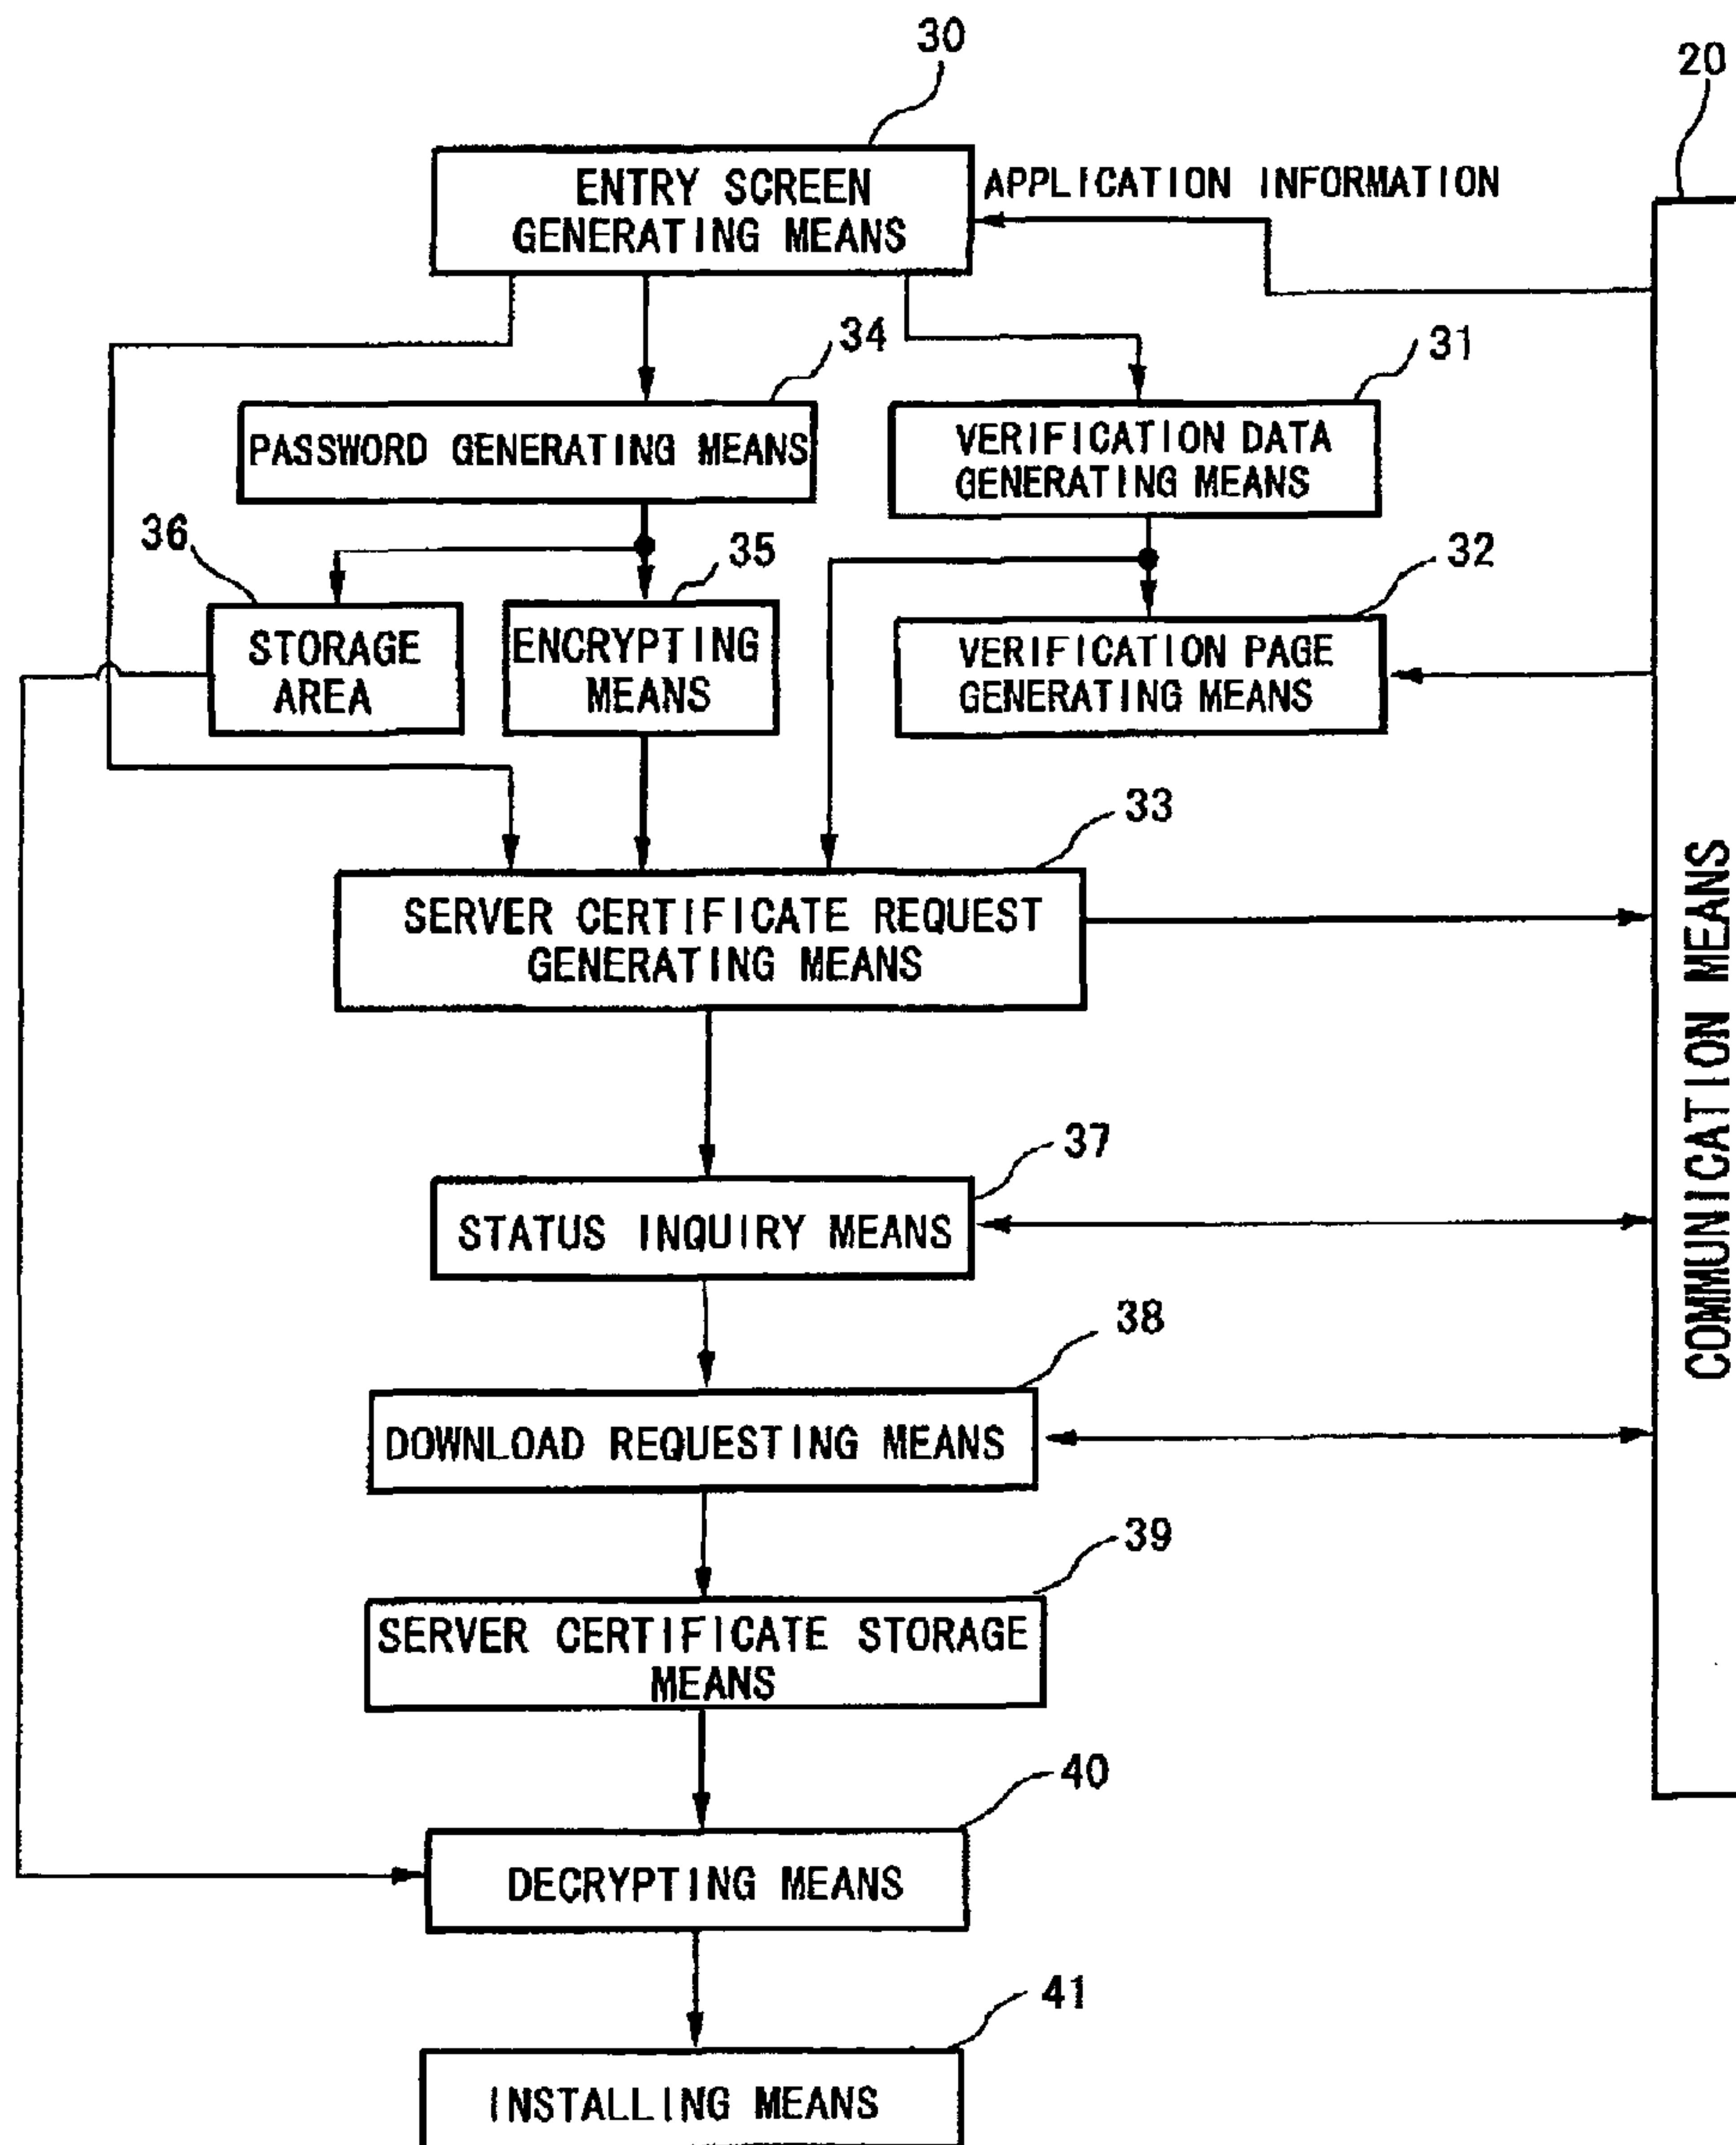 30
20
ENTRY SCREEN
GENERATING MEANS
APPLICATION INFORMATION
34
31
PASSWORD GENERATING MEANS
VERIFICATION DATA
GENERATING MEANS
36
35
32
STORAGE
AREA
ENCRYPTING
MEANS
VERIFICATION PAGE
GENERATING MEANS
33
SERVER CERTIFICATE REQUEST
GENERATING MEANS
COMMUNICATION MEANS
37
STATUS INQUIRY MEANS
38
DOWNLOAD REQUESTING MEANS
39
SERVER CERTIFICATE STORAGE
MEANS
40
DECRYPTING MEANS
41
INSTALLING MEANS